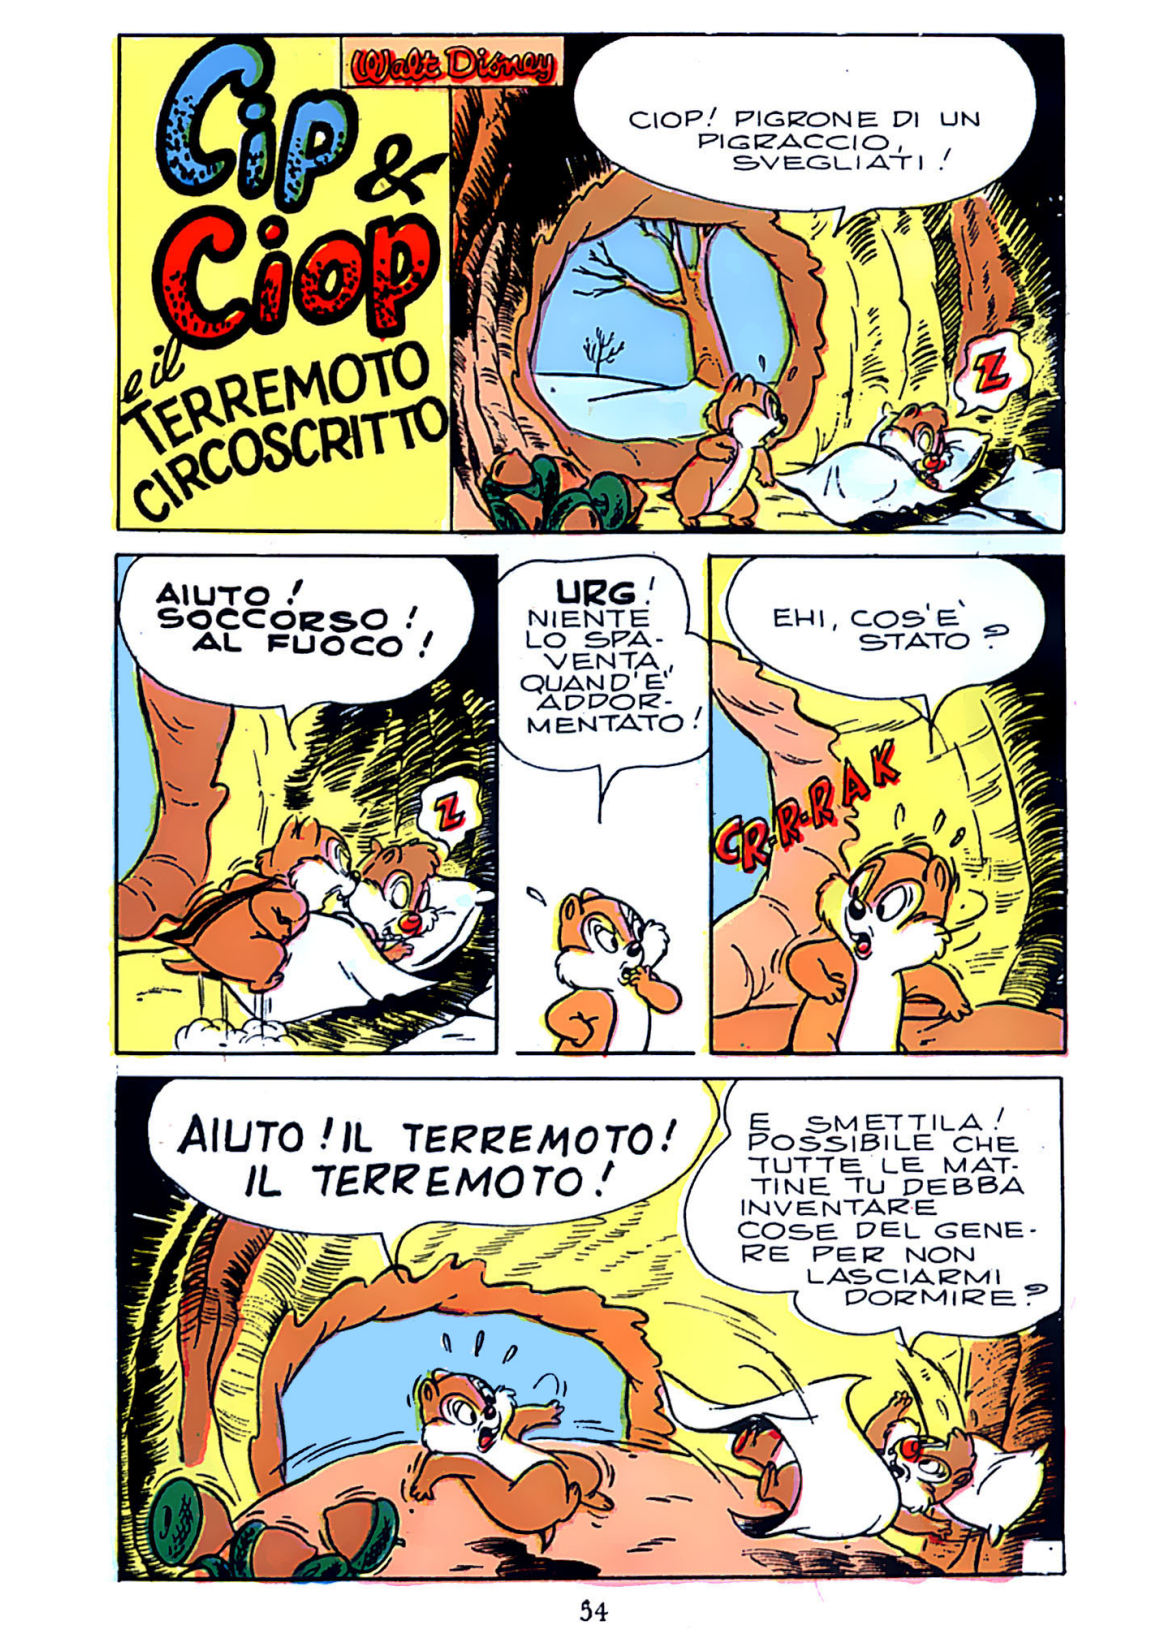 Walt Disney
Cip &
Ciop
e il
TERREMOTO
CIRCOSCRITTO
CIOP! PIGRONE DI UN
PIGRACCIO,
SVEGLIATI!
Z
AIUTO!
SOCCORSO!
AL FUOCO!
Z
URG!
NIENTE
LO SPA-
VENTA,
QUAND'E'
ADDOR-
MENTATO!
EHI, COS'E'
STATO?
CR-R-RAK
AIUTO! IL TERREMOTO!
IL TERREMOTO!
E SMETTILA!
POSSIBILE CHE
TUTTE LE MAT-
TINE TU DEBBA
INVENTARE
COSE DEL GENE-
RE PER NON
LASCIARMI
DORMIRE?
54